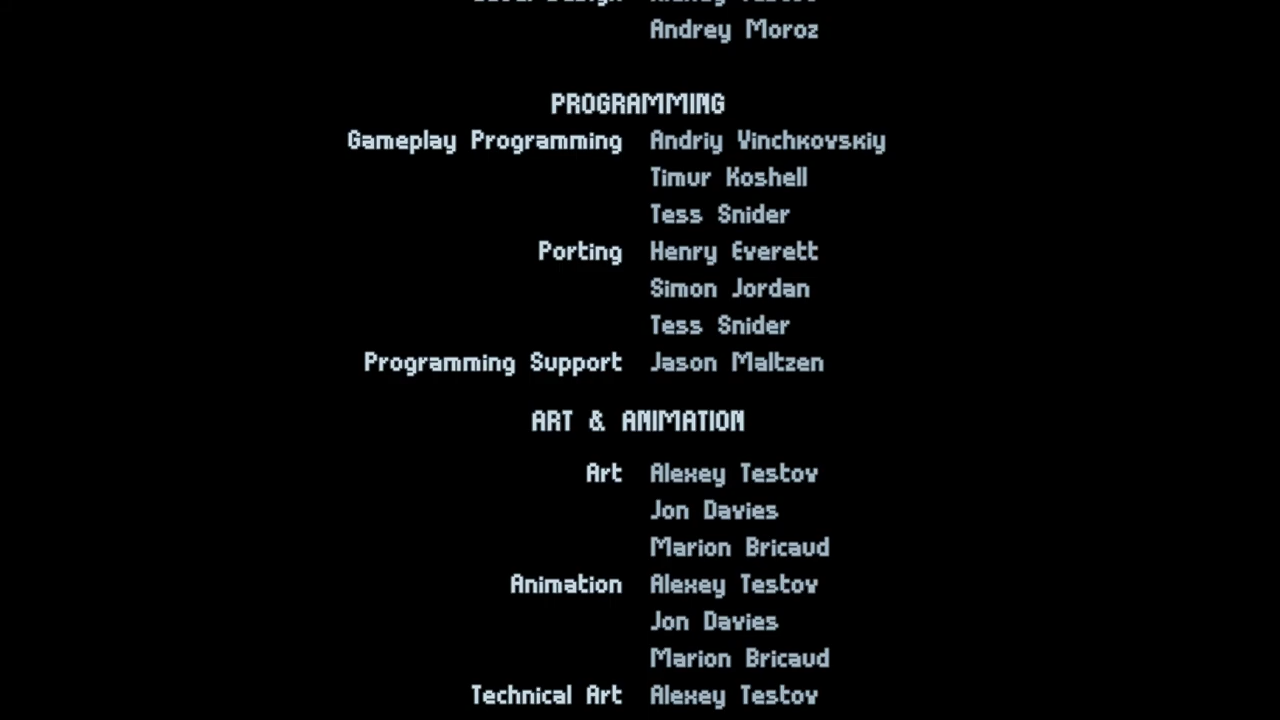 Andrey Moroz
PROGRAMMING
Gameplay Programming Andriy Vinchkovskiy
Timur Koshell
Tess Snider
Porting Henry Everett
Simon Jordan
Tess Snider
Programming Support Jason Maltzen
ART & ANIMATION
Art Alexey Testov
Jon Davies
Marion Bricaud
Animation Alexey Testov
Jon Davies
Marion Bricaud
Technical Art Alexey Testov